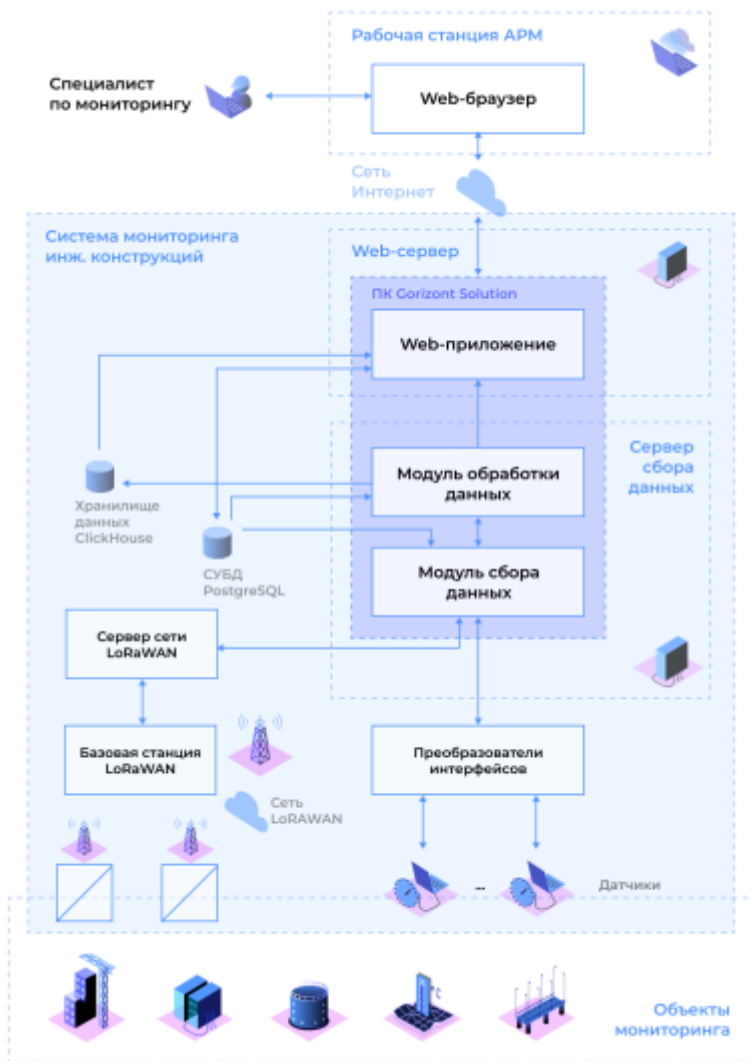 Рабочая станция АРМ
Специалист
по мониторингу
Web-браузер
Сеть
Интернет
Система мониторинга
инж. конструкций
Web-сервер
ПК Gorizont Solution
Web-приложение
Сервер
сбора
данных
Модуль обработки
данных
Хранилище
данных
ClickHouse
СУБД
PostgreSQL
Модуль сбора
данных
Сервер сети
LoRaWAN
Базовая станция
LoRaWAN
Преобразователи
интерфейсов
Сеть
LoRAWAN
...
Датчики
Объекты
мониторинга